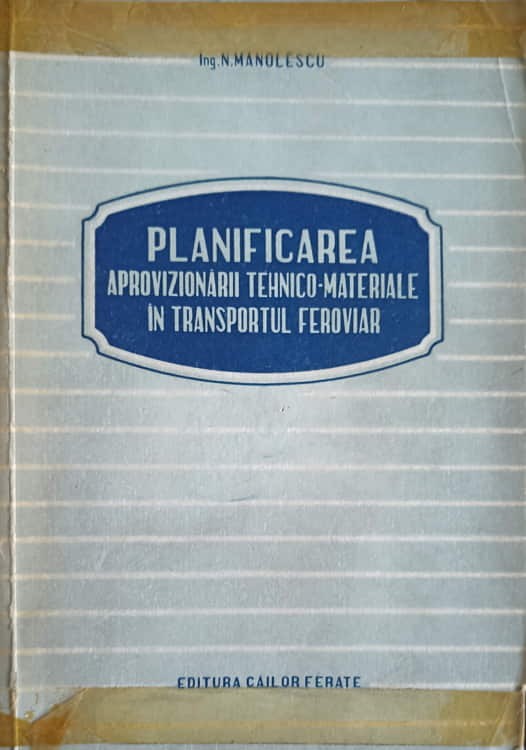 Ing. N. MANOLESCU
PLANIFICAREA
APROVIZIONĂRII TEHNICO-MATERIALE
ÎN TRANSPORTUL FEROVIAR
EDITURA CĂILOR FERATE